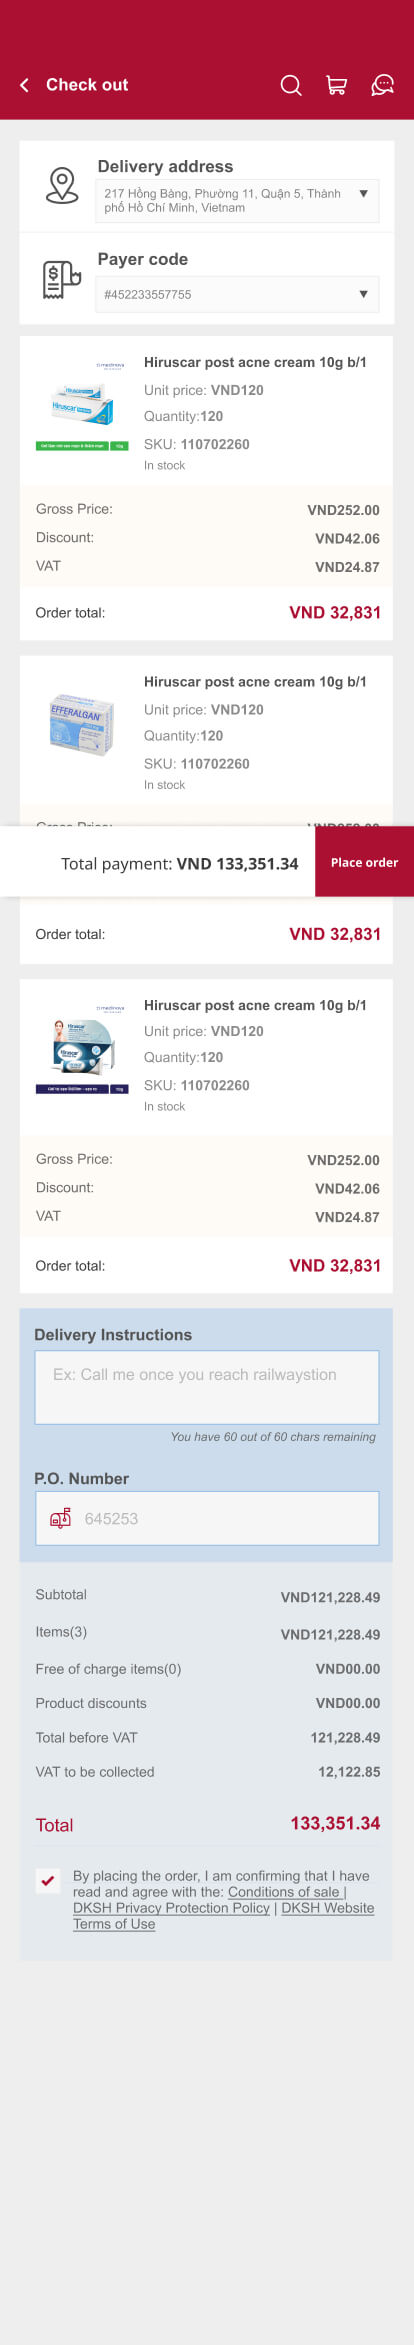 Check out
Delivery address
217 Hồng Bàng, Phường 11, Quận 5, Thành
phố Hồ Chí Minh, Vietnam
Payer code
#452233557755
medinova
Hiruscar
Hiruscar post acne cream 10g b/1
Unit price: VND120
Quantity:120
SKU: 110702260
In stock
10g
Gross Price:
VND252.00
Discount:
VND42.06
VAT
VND24.87
Order total:
VND 32,831
EFFERALGAN
Hiruscar post acne cream 10g b/1
Unit price: VND120
Quantity:120
SKU: 110702260
In stock
Total payment: VND 133,351.34
Place order
Order total:
VND 32,831
medinova
Hiruscar
Hiruscar
10g
Hiruscar post acne cream 10g b/1
Unit price: VND120
Quantity:120
SKU: 110702260
In stock
Gross Price:
VND252.00
Discount:
VND42.06
VAT
VND24.87
Order total:
VND 32,831
Delivery Instructions
Ex: Call me once you reach railwaystion
You have 60 out of 60 chars remaining
P.O. Number
645253
Subtotal
VND121,228.49
Items(3)
VND121,228.49
Free of charge items(0)
VND00.00
Product discounts
VND00.00
Total before VAT
121,228.49
VAT to be collected
12,122.85
Total
133,351.34
By placing the order, I am confirming that I have
read and agree with the: Conditions of sale |
DKSH Privacy Protection Policy | DKSH Website
Terms of Use